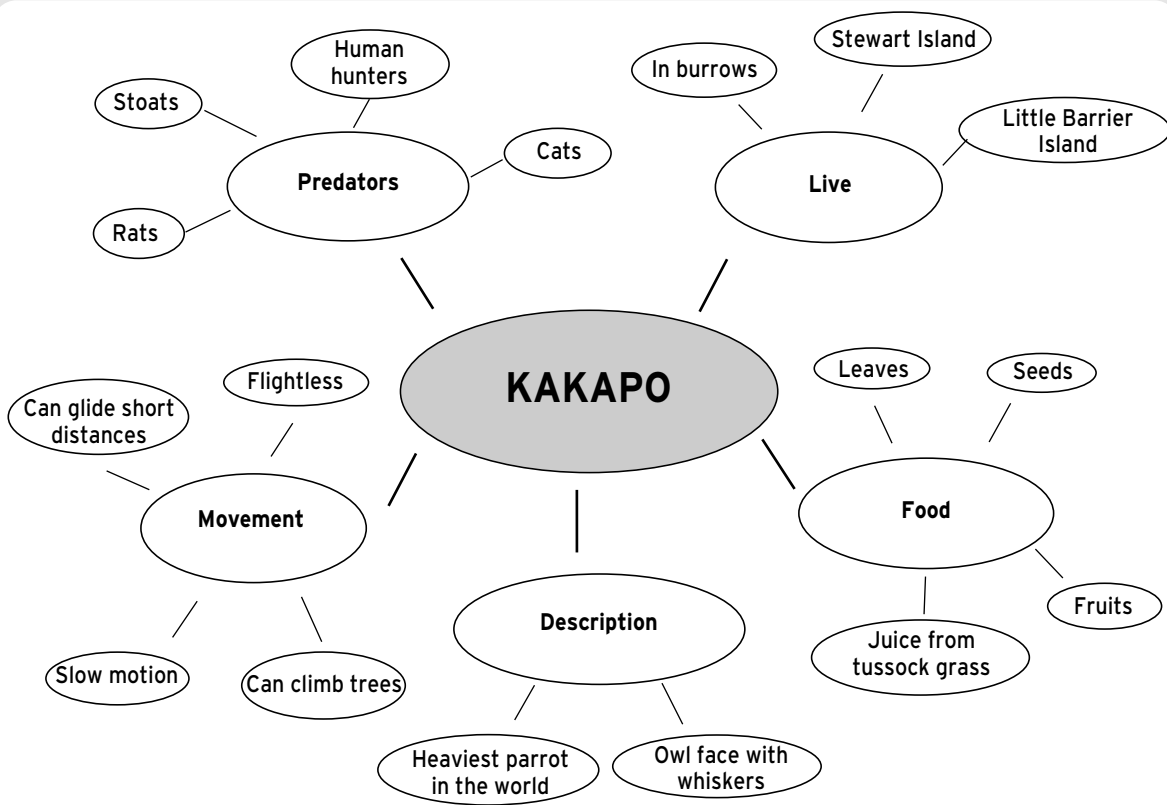 Human
hunters
Stoats
Cats
Predators
Rats
Stewart Island
In burrows
Little Barrier
Island
Live
KAKAPO
Flightless
Can glide short
distances
Movement
Slow motion
Can climb trees
Description
Heaviest parrot
in the world
Owl face with
whiskers
Leaves
Seeds
Food
Fruits
Juice from
tussock grass